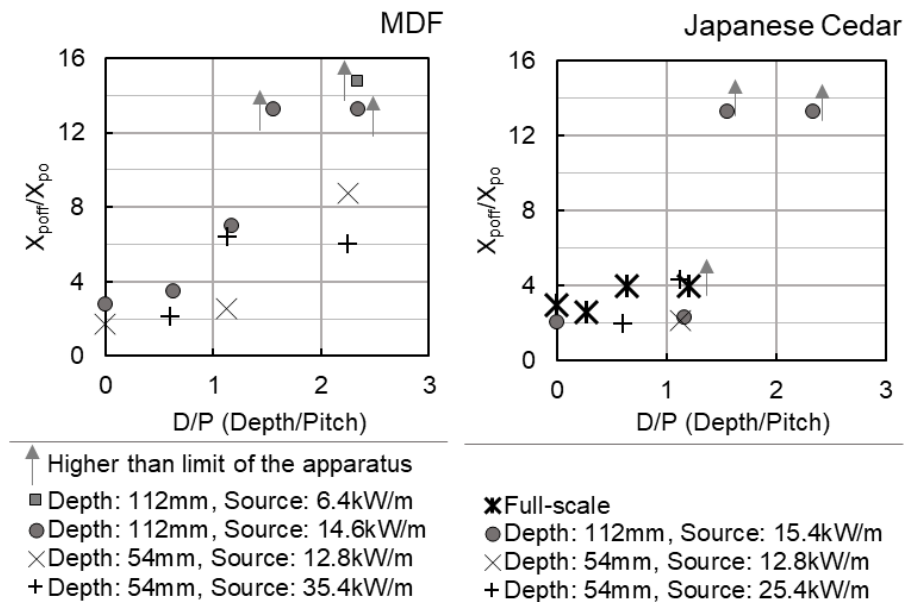 MDF
16
12
8
4
0
0 1 2 3
Xpoff/Xpo
D/P (Depth/Pitch)
Higher than limit of the apparatus
Depth: 112mm, Source: 6.4kW/m
Depth: 112mm, Source: 14.6kW/m
Depth: 54mm, Source: 12.8kW/m
Depth: 54mm, Source: 35.4kW/m
Japanese Cedar
16
12
8
4
0
0 1 2 3
Xpoff/Xpo
D/P (Depth/Pitch)
Full-scale
Depth: 112mm, Source: 15.4kW/m
Depth: 54mm, Source: 12.8kW/m
Depth: 54mm, Source: 25.4kW/m